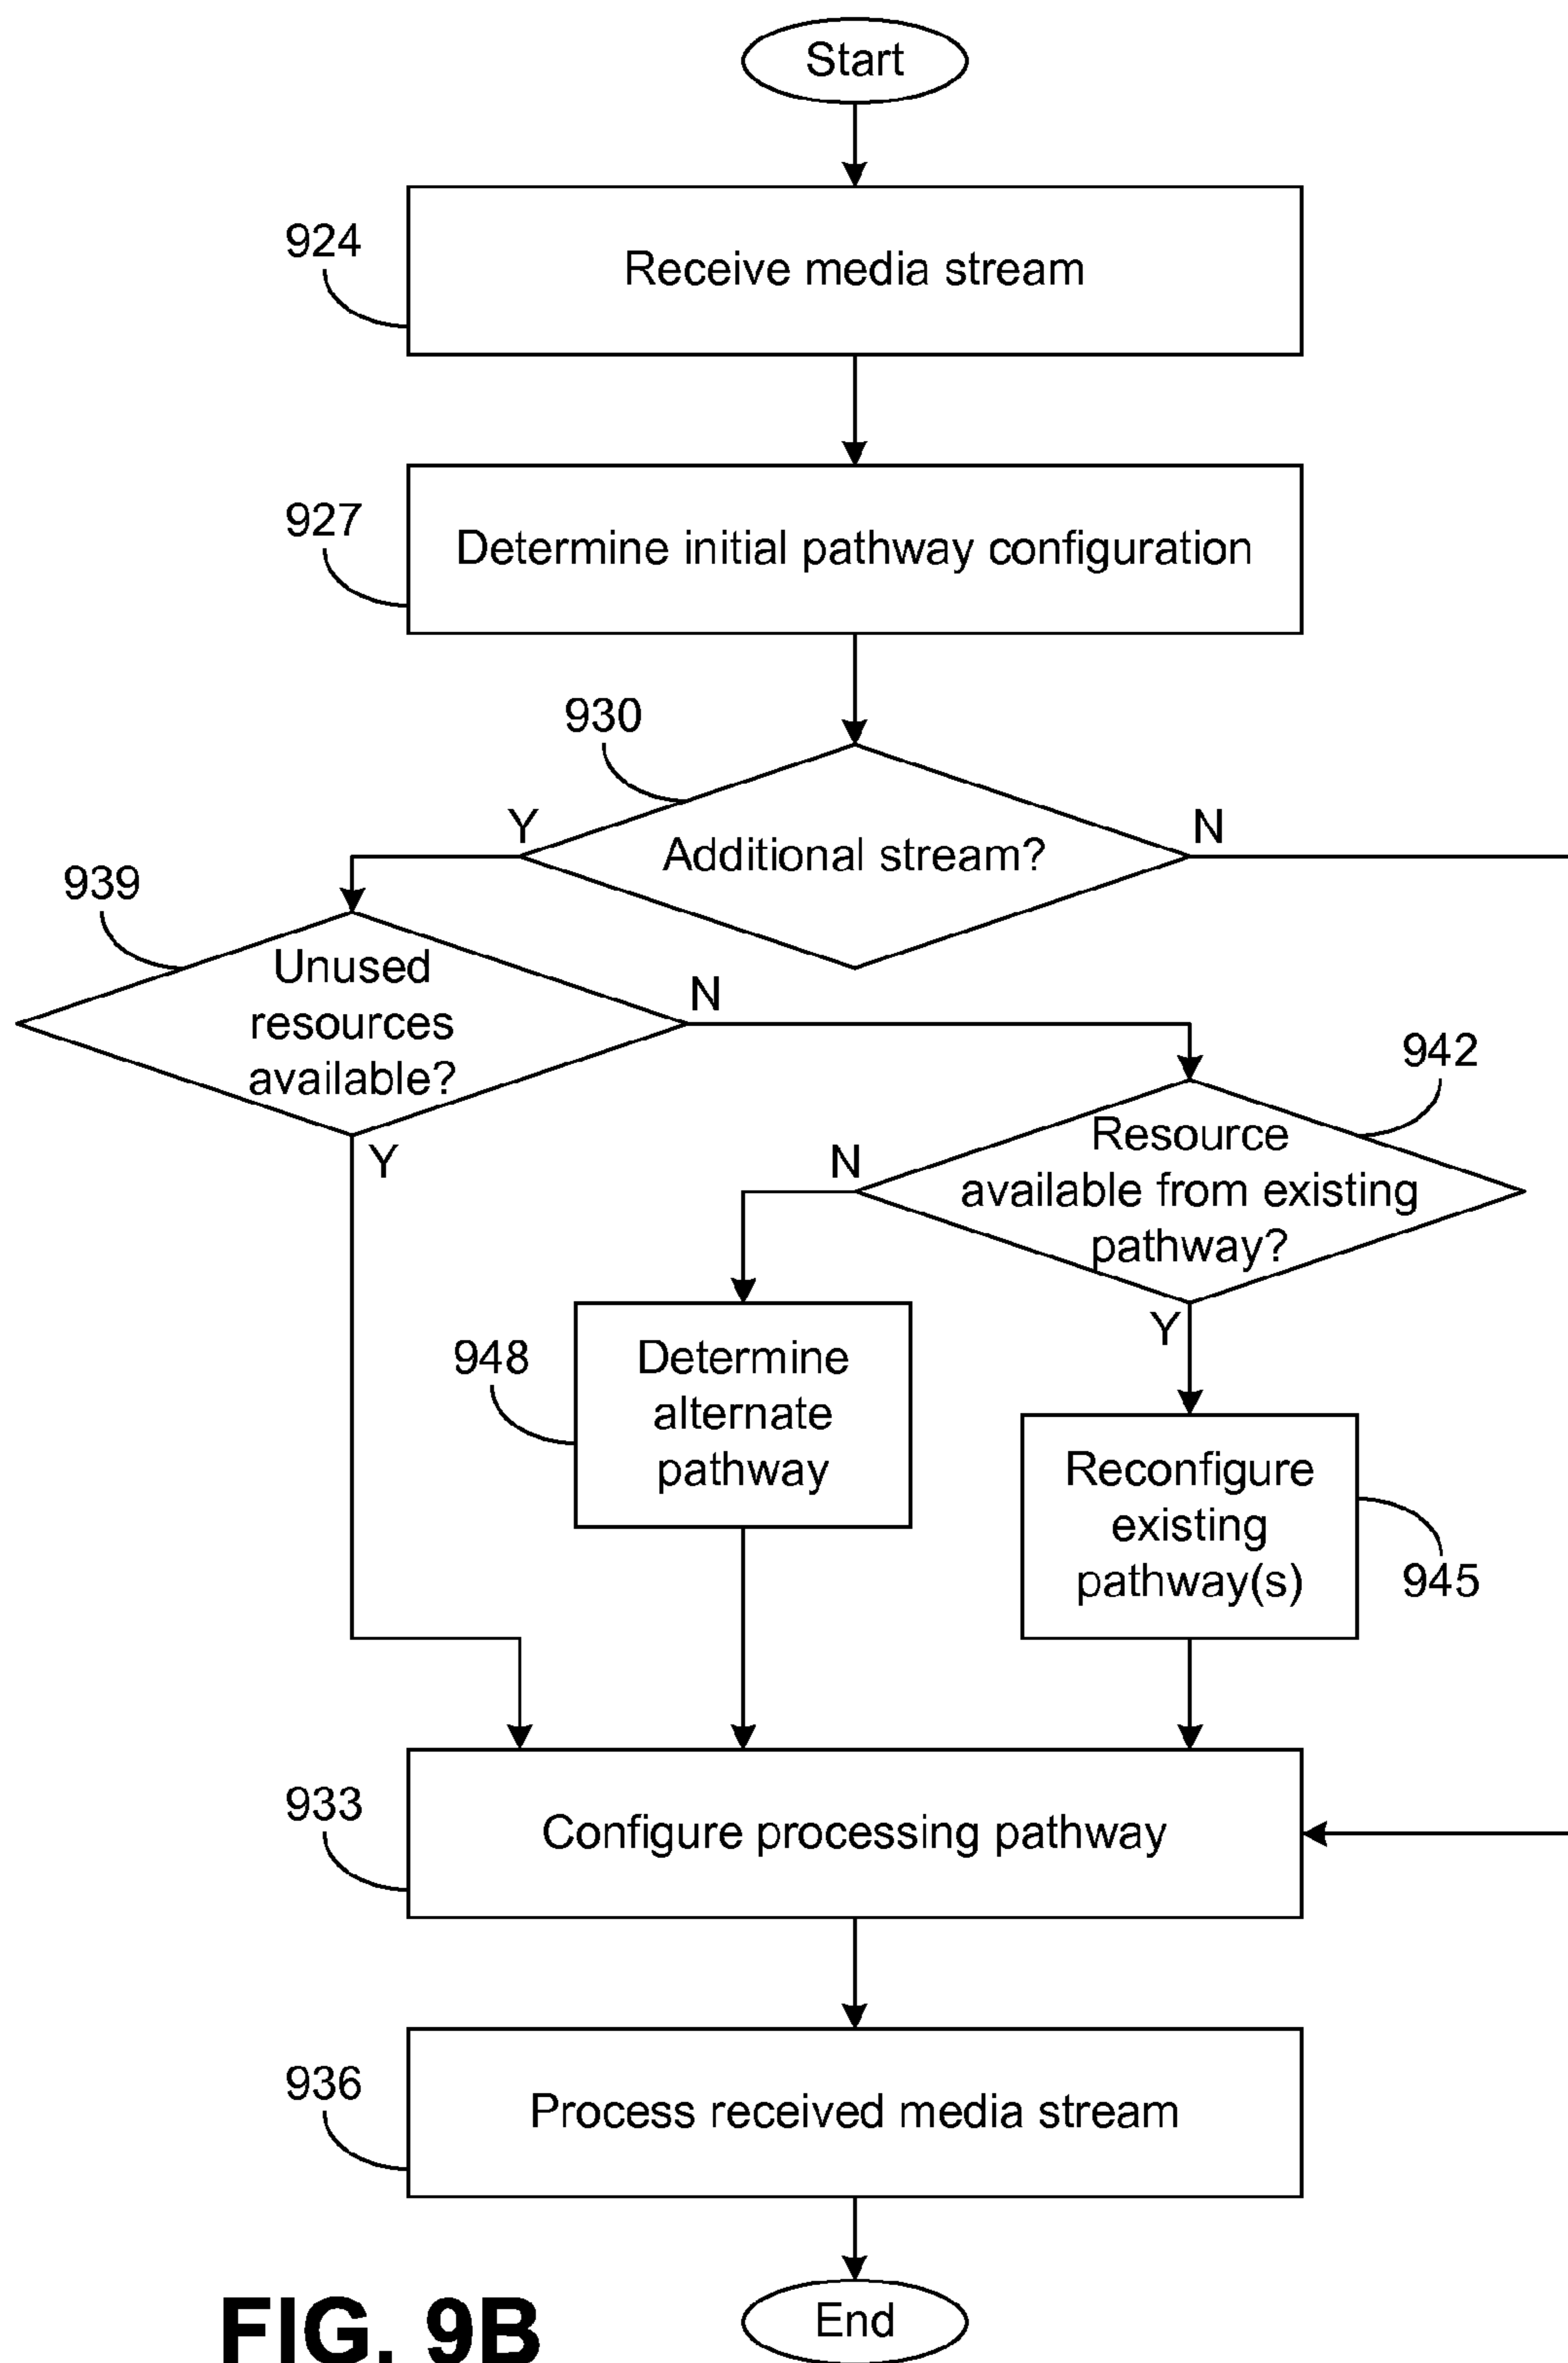 Start
924
Receive media stream
927
Determine initial pathway configuration
930
Y
Additional stream?
N
939
Unused
resources
available?
N
Y
942
Resource
available from existing
pathway?
N
Y
948
Determine
alternate
pathway
Reconfigure
existing
pathway(s)
945
933
Configure processing pathway
936
Process received media stream
FIG. 9B
End